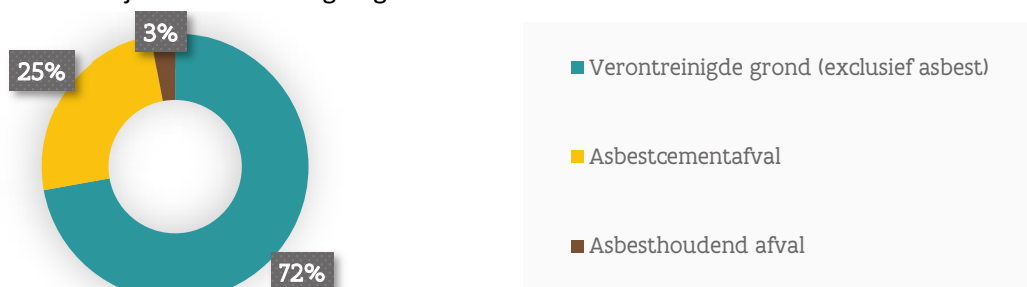 3%
25%
72%
Verontreinigde grond (exclusief asbest)
Asbestcementafval
Asbesthoudend afval